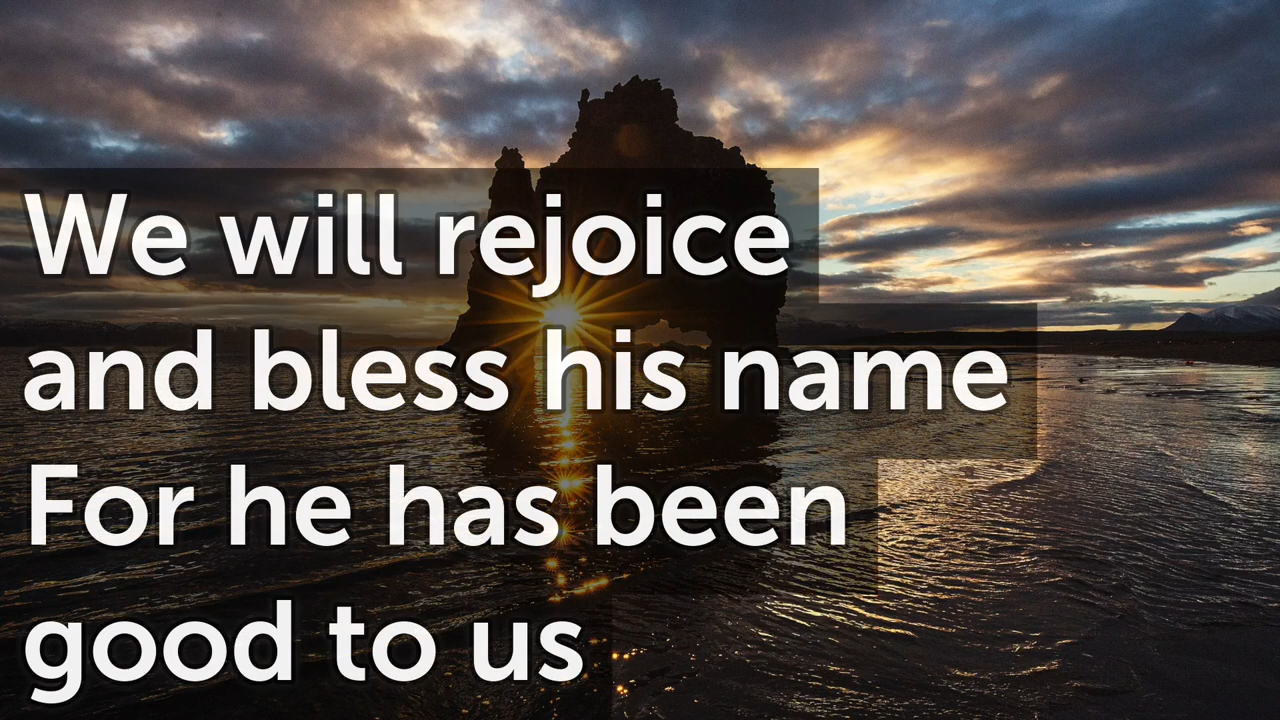 We will rejoice
and bless his name
For he has been
good to us